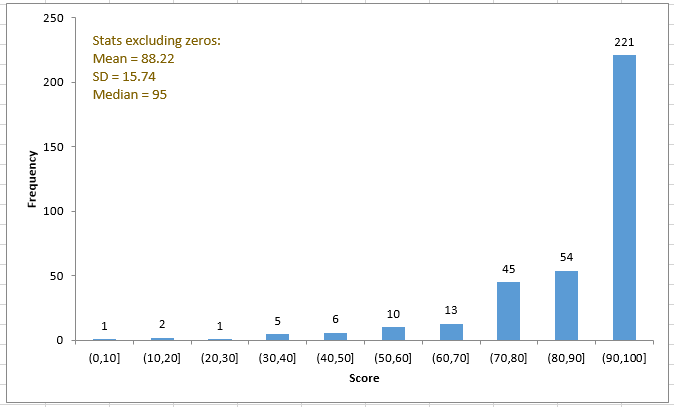 250
200
150
100
50
0
Frequency
Stats excluding zeros:
Mean = 88.22
SD = 15.74
Median = 95
1 2 1 5 6 10 13 45 54 221
(0,10] (10,20] (20,30] (30,40] (40,50] (50,60] (60,70] (70,80] (80,90] (90,100]
Score